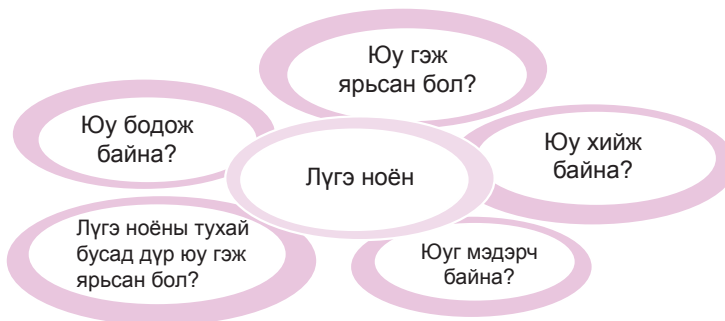 Юу гэж
ярьсан бол?
Юу бодож
байна?
Юу хийж
байна?
Лүгэ ноён
Лүгэ ноёны тухай
бусад дүр юу гэж
ярьсан бол?
Юуг мэдэрч
байна?